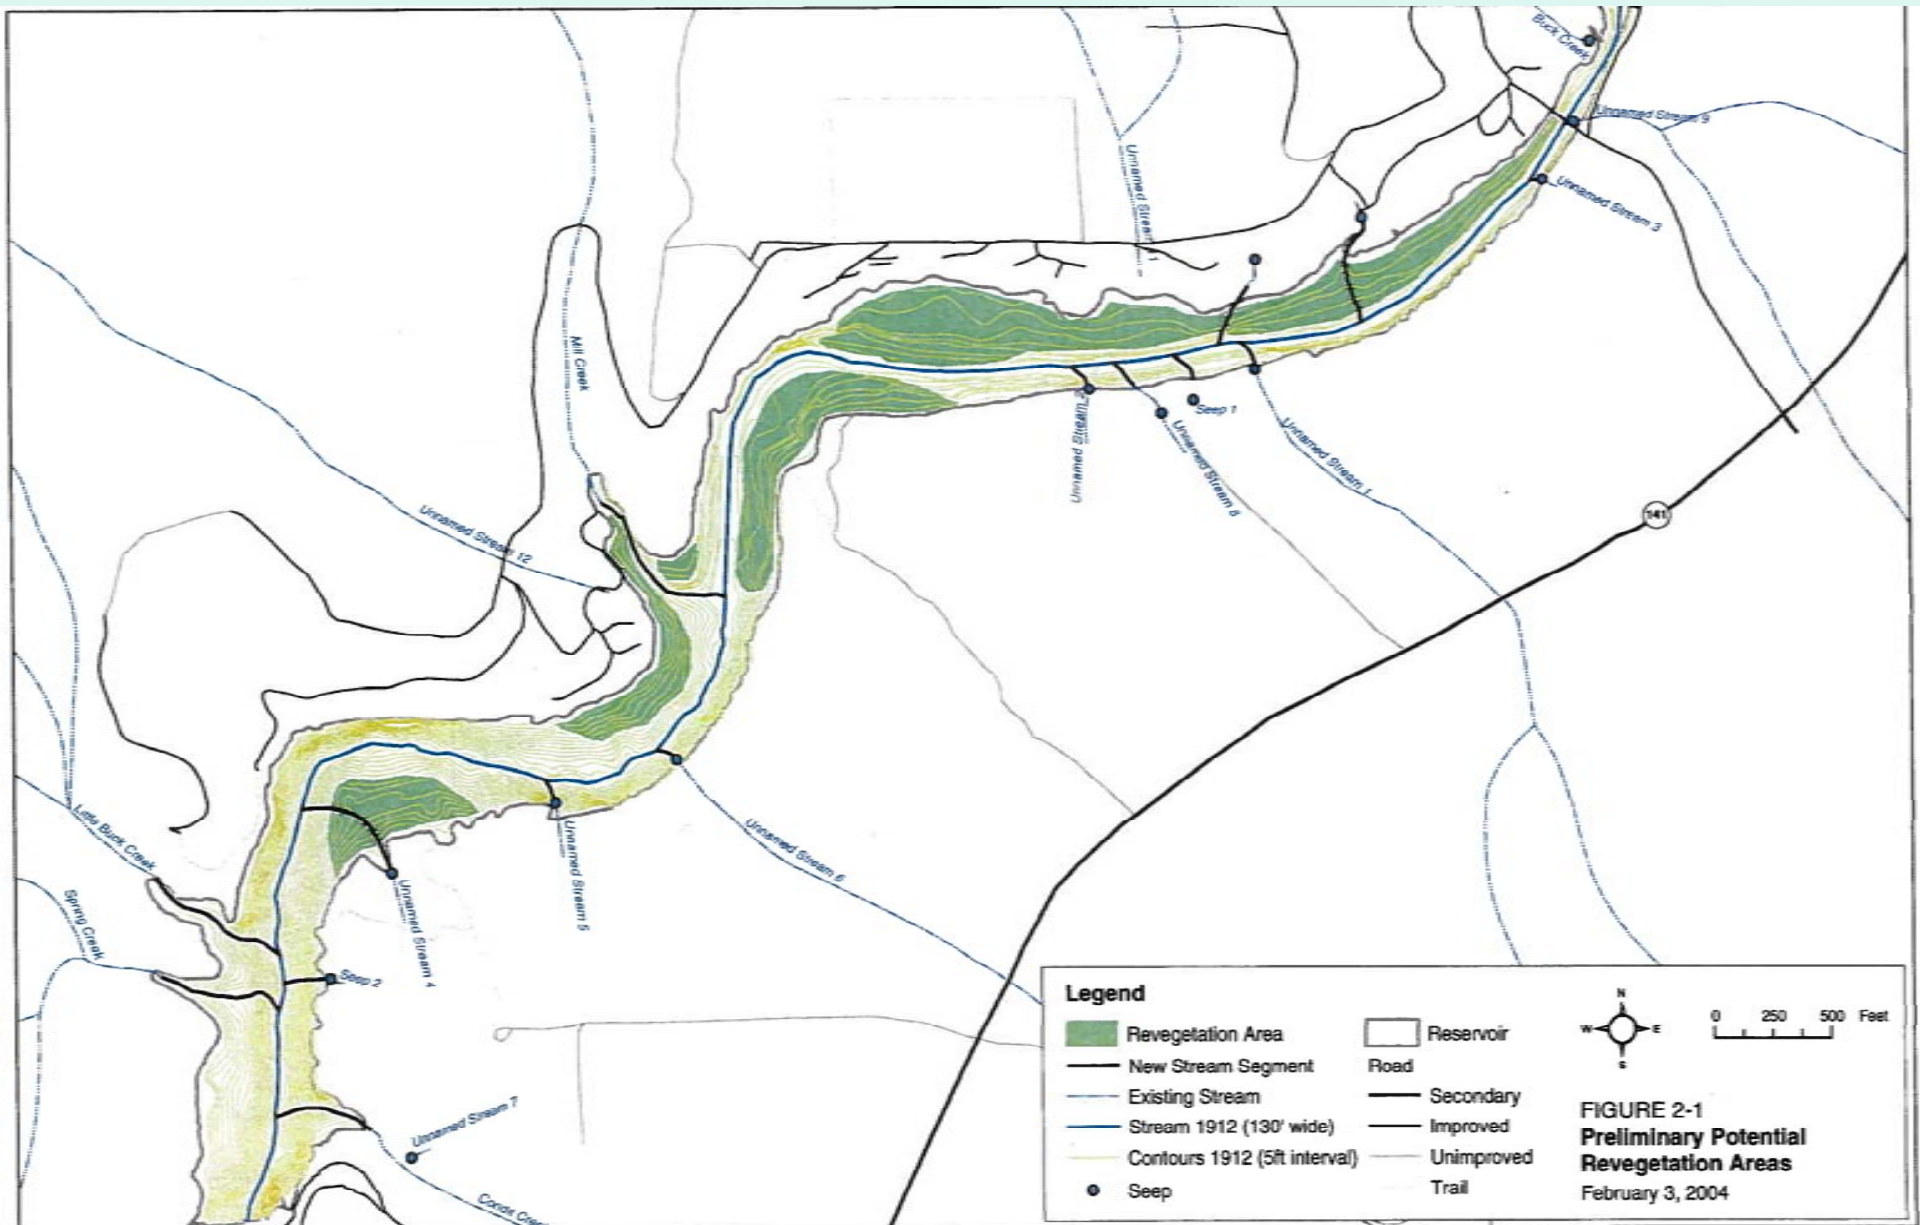 Buck Creek
Unnamed Stream 9
Unnamed Stream 3
Unnamed Stream 11
Mill Creek
Unnamed Stream 2
Seep 1
Unnamed Stream 8
Unnamed Stream 1
141
Unnamed Stream 12
Little Buck Creek
Spring Creek
Unnamed Stream 6
Unnamed Stream 5
Unnamed Stream 4
Seep 2
Unnamed Stream 7
Legend
Revegetation Area
New Stream Segment
Existing Stream
Stream 1912 (130' wide)
Contours 1912 (5ft interval)
Seep
Reservoir
Road
Secondary
Improved
Unimproved
Trail
N
W E
S
0 250 500 Feet
FIGURE 2-1
Preliminary Potential
Revegetation Areas
February 3, 2004